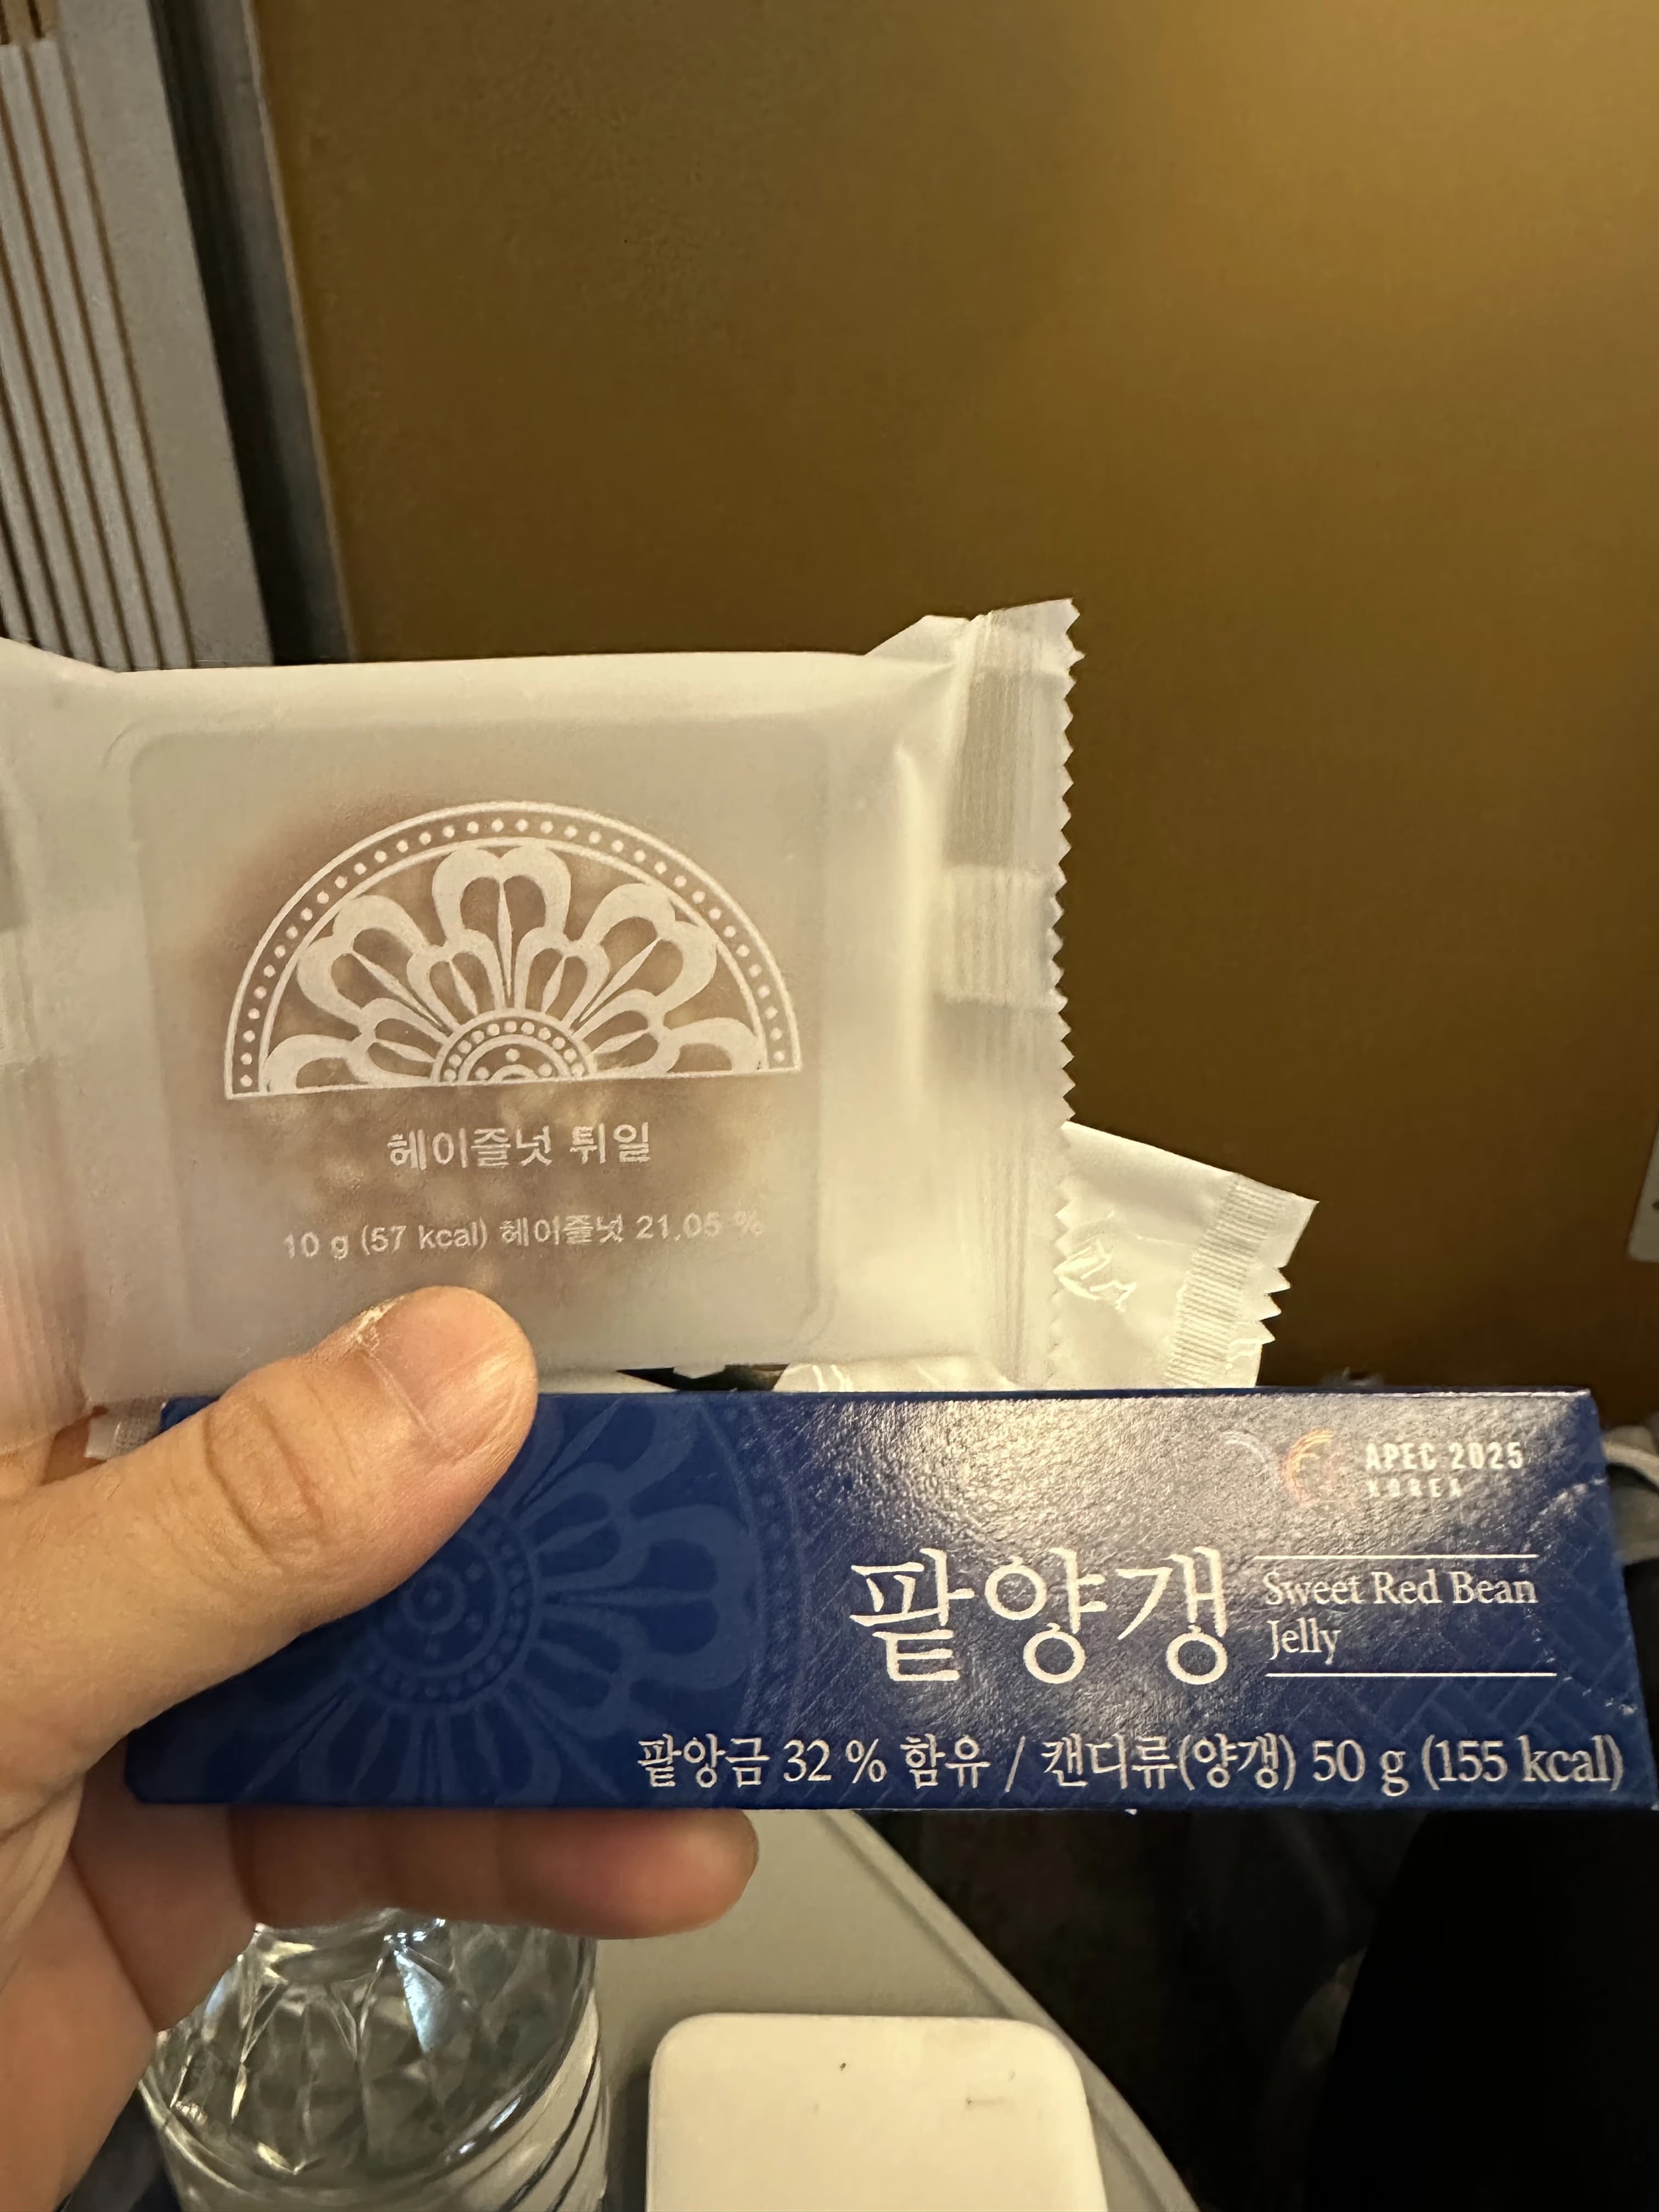 헤이즐넛 튀일
10 g (57 kcal) 헤이즐넛 21.05 %
APEC 2025
KOREA
팥양갱
Sweet Red Bean
Jelly
팥앙금 32 % 함유 / 캔디류(양갱) 50 g (155 kcal)